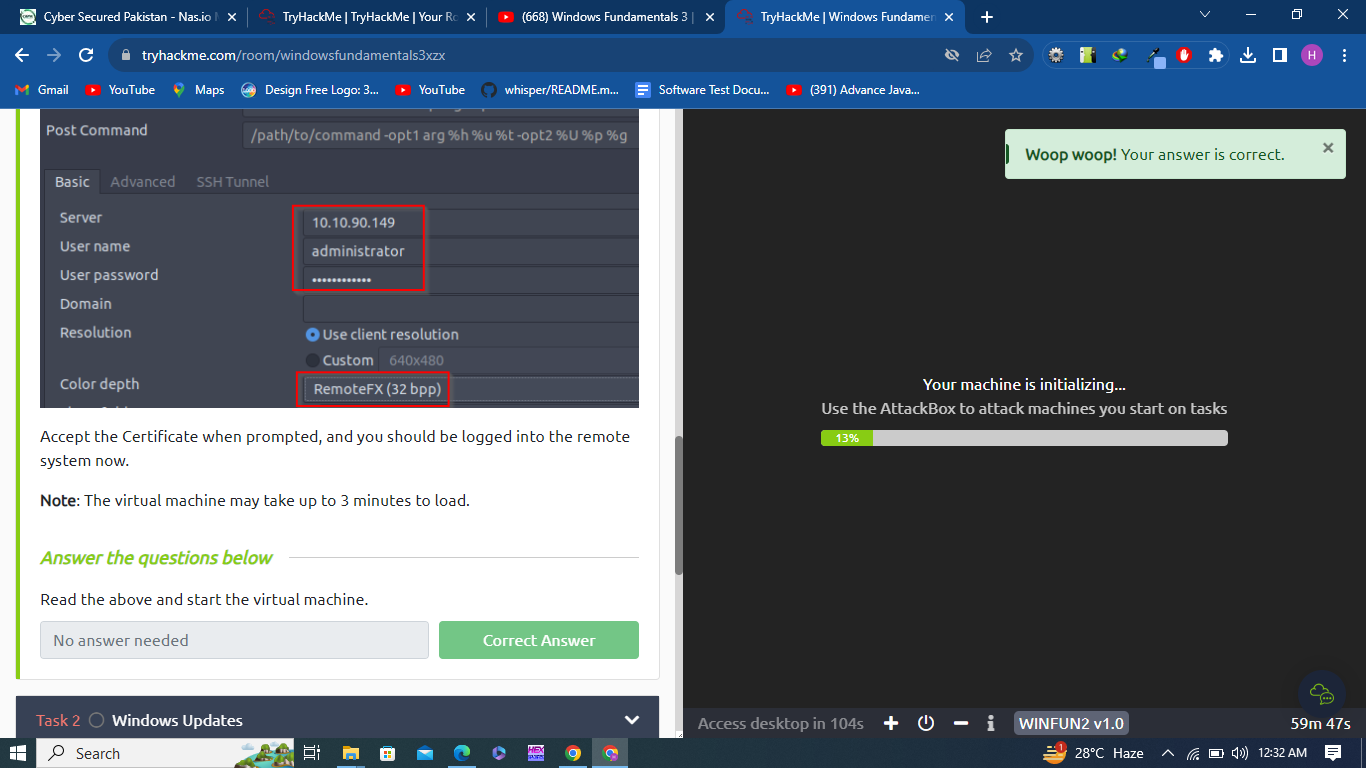 Cyber Secured Pakistan - Nas.io
TryHackMe | TryHackMe | Your Ro
(668) Windows Fundamentals 3 |
TryHackMe | Windows Fundamen
tryhackme.com/room/windowsfundamentals3xzx
H
Gmail
YouTube
Maps
Design Free Logo: 3...
YouTube
whisper/README.m...
Software Test Docu...
(391) Advance Java...
Post Command
/path/to/command -opt1 arg %h %u %t -opt2 %U %p %g
Basic Advanced SSH Tunnel
Server 10.10.90.149
User name administrator
User password ••••••••••••
Domain
Resolution Use client resolution
Custom 640x480
Color depth RemoteFX (32 bpp)
Accept the Certificate when prompted, and you should be logged into the remote
system now.
Note: The virtual machine may take up to 3 minutes to load.
Answer the questions below
Read the above and start the virtual machine.
No answer needed
Correct Answer
Task 2 Windows Updates
Woop woop! Your answer is correct.
Your machine is initializing...
Use the AttackBox to attack machines you start on tasks
13%
Access desktop in 104s
WINFUN2 v1.0
59m 47s
Search
HEX
1
28°C Haze
12:32 AM